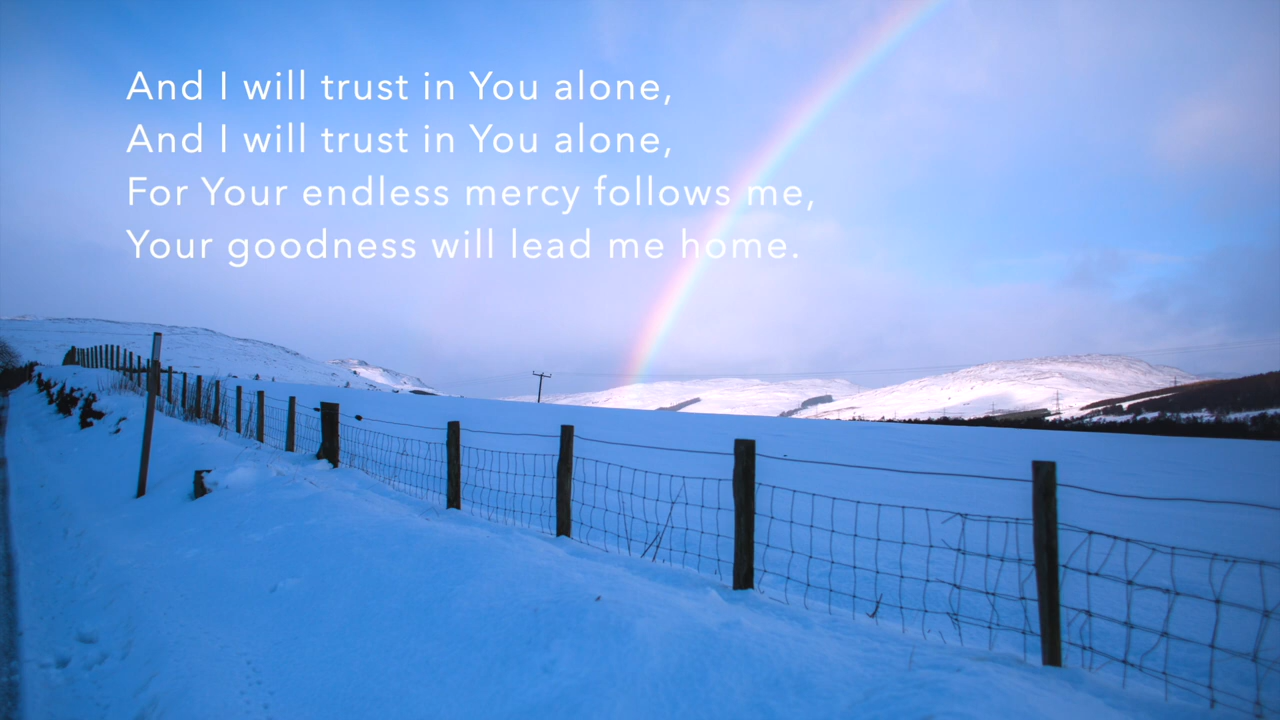 And I will trust in You alone,
And I will trust in You alone,
For Your endless mercy follows me,
Your goodness will lead me home.